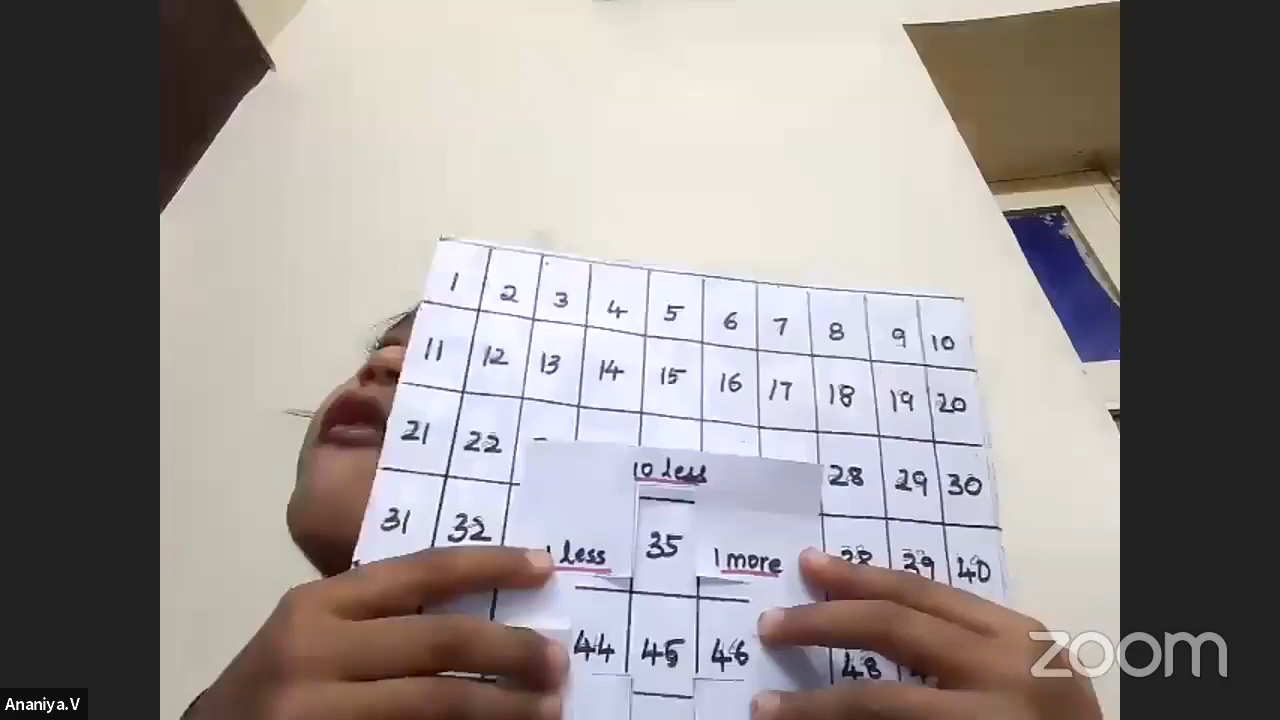 1 2 3 4 5 6 7 8 9 10
11 12 13 14 15 16 17 18 19 20
21 22 28 29 30
10 less
31 32 35 38 39 40
less 1 more
44 45 46 48
zoom
Ananiya.V